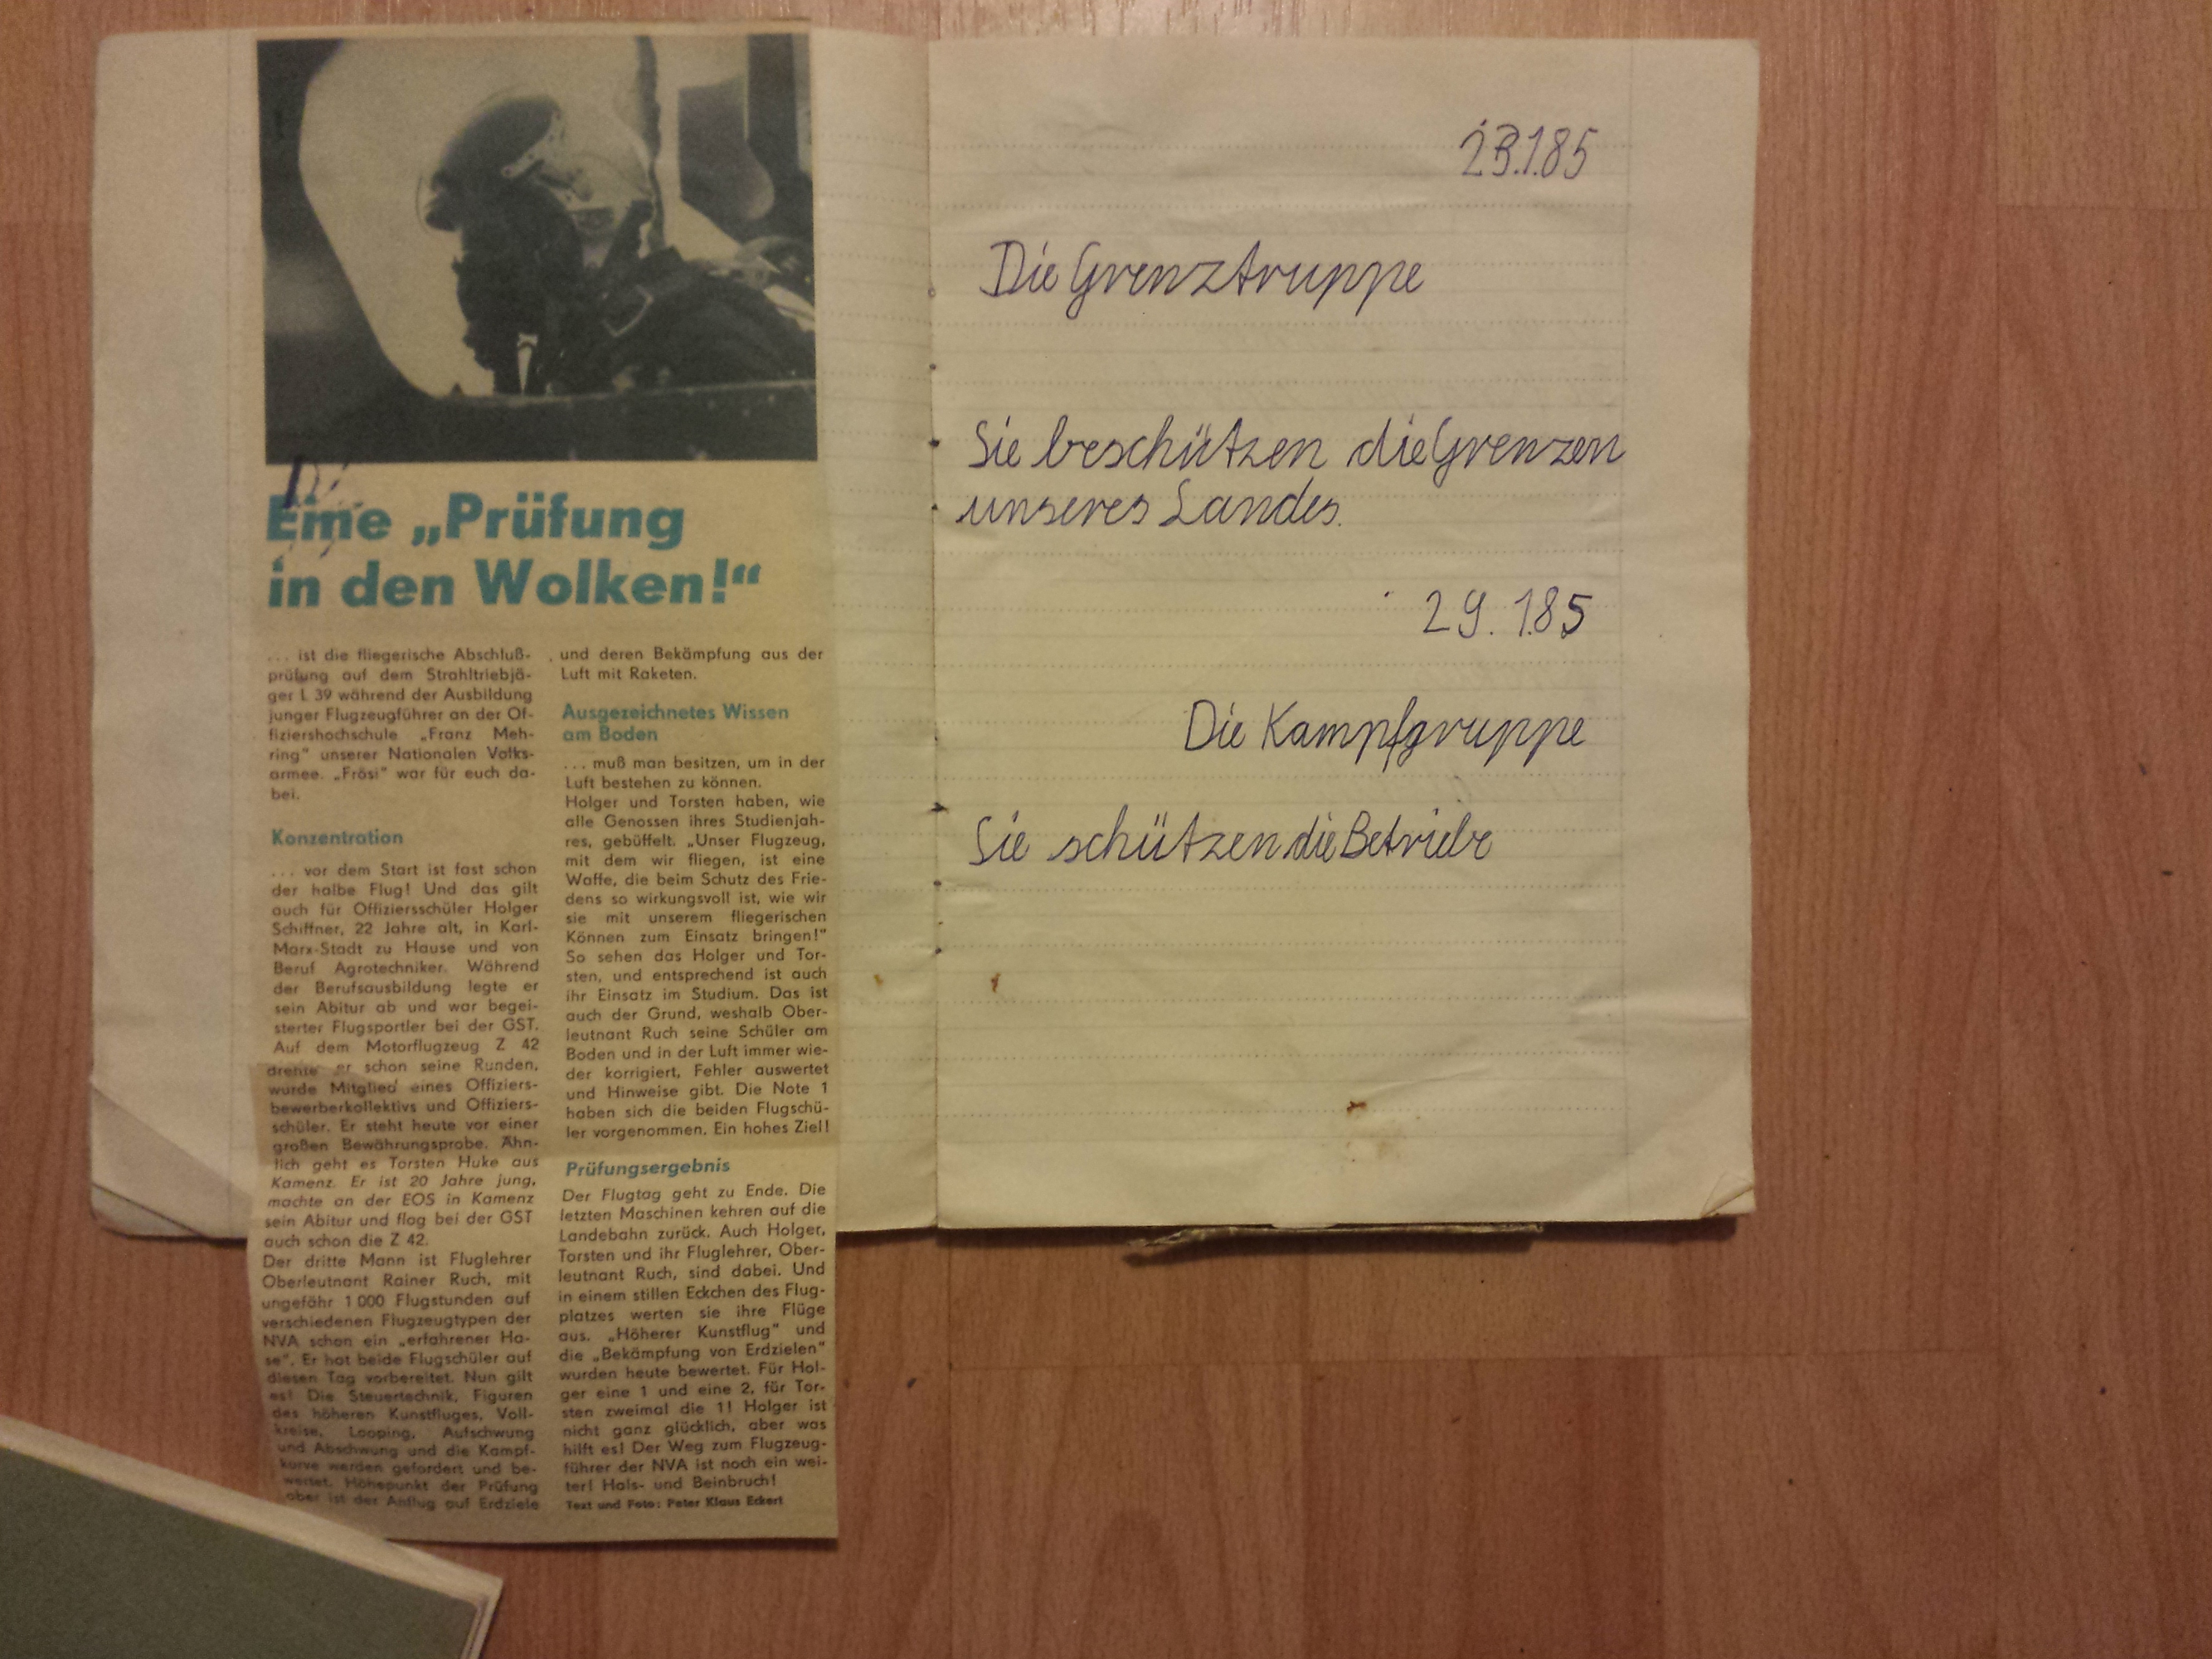 Eine „Prüfung
in den Wolken!“
... ist die fliegerische Abschluß-
prüfung auf dem Strahltriebjä-
ger L 39 während der Ausbildung
junger Flugzeugführer an der Of-
fiziershochschule „Franz Meh-
ring“ unserer Nationalen Volks-
armee. „Frösi“ war für euch da-
bei.
Konzentration
... vor dem Start ist fast schon
der halbe Flug! Und das gilt
auch für Offiziersschüler Holger
Schiffner, 22 Jahre alt, in Karl-
Marx-Stadt zu Hause und von
Beruf Agrotechniker. Während
der Berufsausbildung legte er
sein Abitur ab und war begei-
sterter Flugsportler bei der GST.
Auf dem Motorflugzeug Z 42
drehte er schon seine Runden,
wurde Mitglied eines Offiziers-
bewerberkollektivs und Offiziers-
schüler. Er steht heute vor einer
großen Bewährungsprobe. Ähn-
lich geht es Torsten Huke aus
Kamenz. Er ist 20 Jahre jung,
machte an der EOS in Kamenz
sein Abitur und flog bei der GST
auch schon die Z 42.
Der dritte Mann ist Fluglehrer
Oberleutnant Rainer Ruch, mit
ungefähr 1 000 Flugstunden auf
verschiedenen Flugzeugtypen der
NVA schon ein „erfahrener Ha-
se“. Er hat beide Flugschüler auf
diesen Tag vorbereitet. Nun gilt
es! Die Steuertechnik, Figuren
des höheren Kunstfluges, Voll-
kreise, Looping, Aufschwung
und Abschwung und die Kampf-
kurve werden gefordert und be-
wertet. Höhepunkt der Prüfung
aber ist der Anflug auf Erdziele
und deren Bekämpfung aus der
Luft mit Raketen.
Ausgezeichnetes Wissen
am Boden
... muß man besitzen, um in der
Luft bestehen zu können.
Holger und Torsten haben, wie
alle Genossen ihres Studienjah-
res, gebüffelt. „Unser Flugzeug,
mit dem wir fliegen, ist eine
Waffe, die beim Schutz des Frie-
dens so wirkungsvoll ist, wie wir
sie mit unserem fliegerischen
Können zum Einsatz bringen!“
So sehen das Holger und Tor-
sten, und entsprechend ist auch
ihr Einsatz im Studium. Das ist
auch der Grund, weshalb Ober-
leutnant Ruch seine Schüler am
Boden und in der Luft immer wie-
der korrigiert, Fehler auswertet
und Hinweise gibt. Die Note 1
haben sich die beiden Flugschü-
ler vorgenommen. Ein hohes Ziel!
Prüfungsergebnis
Der Flugtag geht zu Ende. Die
letzten Maschinen kehren auf die
Landebahn zurück. Auch Holger,
Torsten und ihr Fluglehrer, Ober-
leutnant Ruch, sind dabei. Und
in einem stillen Eckchen des Flug-
platzes werten sie ihre Flüge
aus. „Höherer Kunstflug“ und
die „Bekämpfung von Erdzielen“
wurden heute bewertet. Für Hol-
ger eine 1 und eine 2, für Tor-
sten zweimal die 1! Holger ist
nicht ganz glücklich, aber was
hilft es! Der Weg zum Flugzeug-
führer der NVA ist noch ein wei-
ter! Hals- und Beinbruch!
Text und Foto: Peter Klaus Eckert
23.1.85
Die Grenztruppe
Sie beschützen die Grenzen
unseres Landes.
29. 1.85
Die Kampfgruppe
Sie schützen die Betriebe